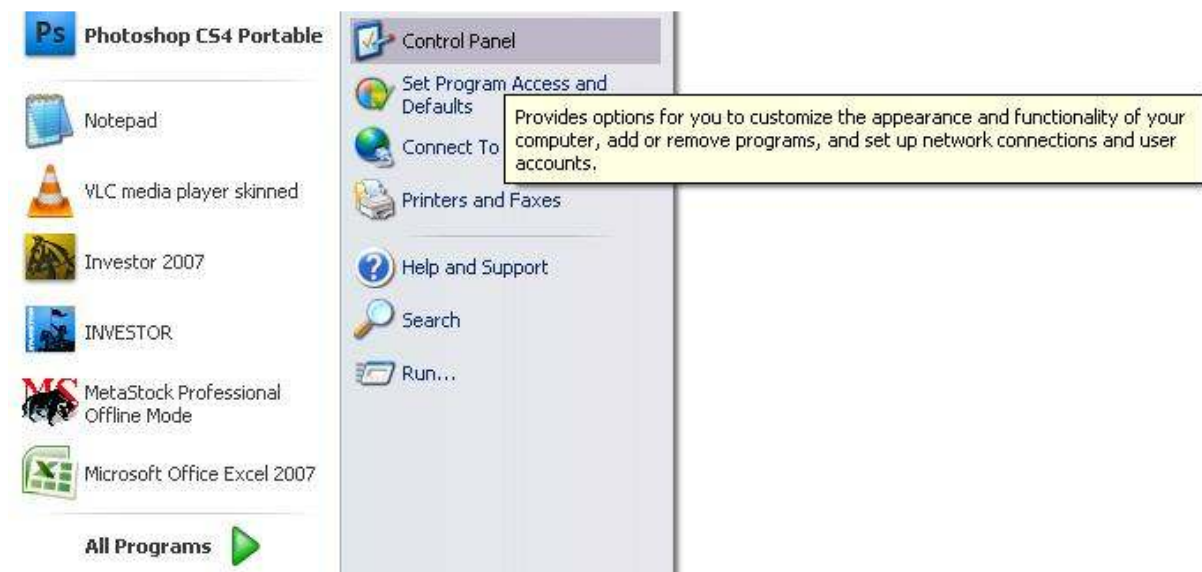 Ps Photoshop CS4 Portable
Notepad
VLC media player skinned
Investor 2007
INVESTOR
MS MetaStock Professional
Offline Mode
Microsoft Office Excel 2007
All Programs
Control Panel
Set Program Access and
Defaults
Connect To
Printers and Faxes
Help and Support
Search
Run...
Provides options for you to customize the appearance and functionality of your
computer, add or remove programs, and set up network connections and user
accounts.